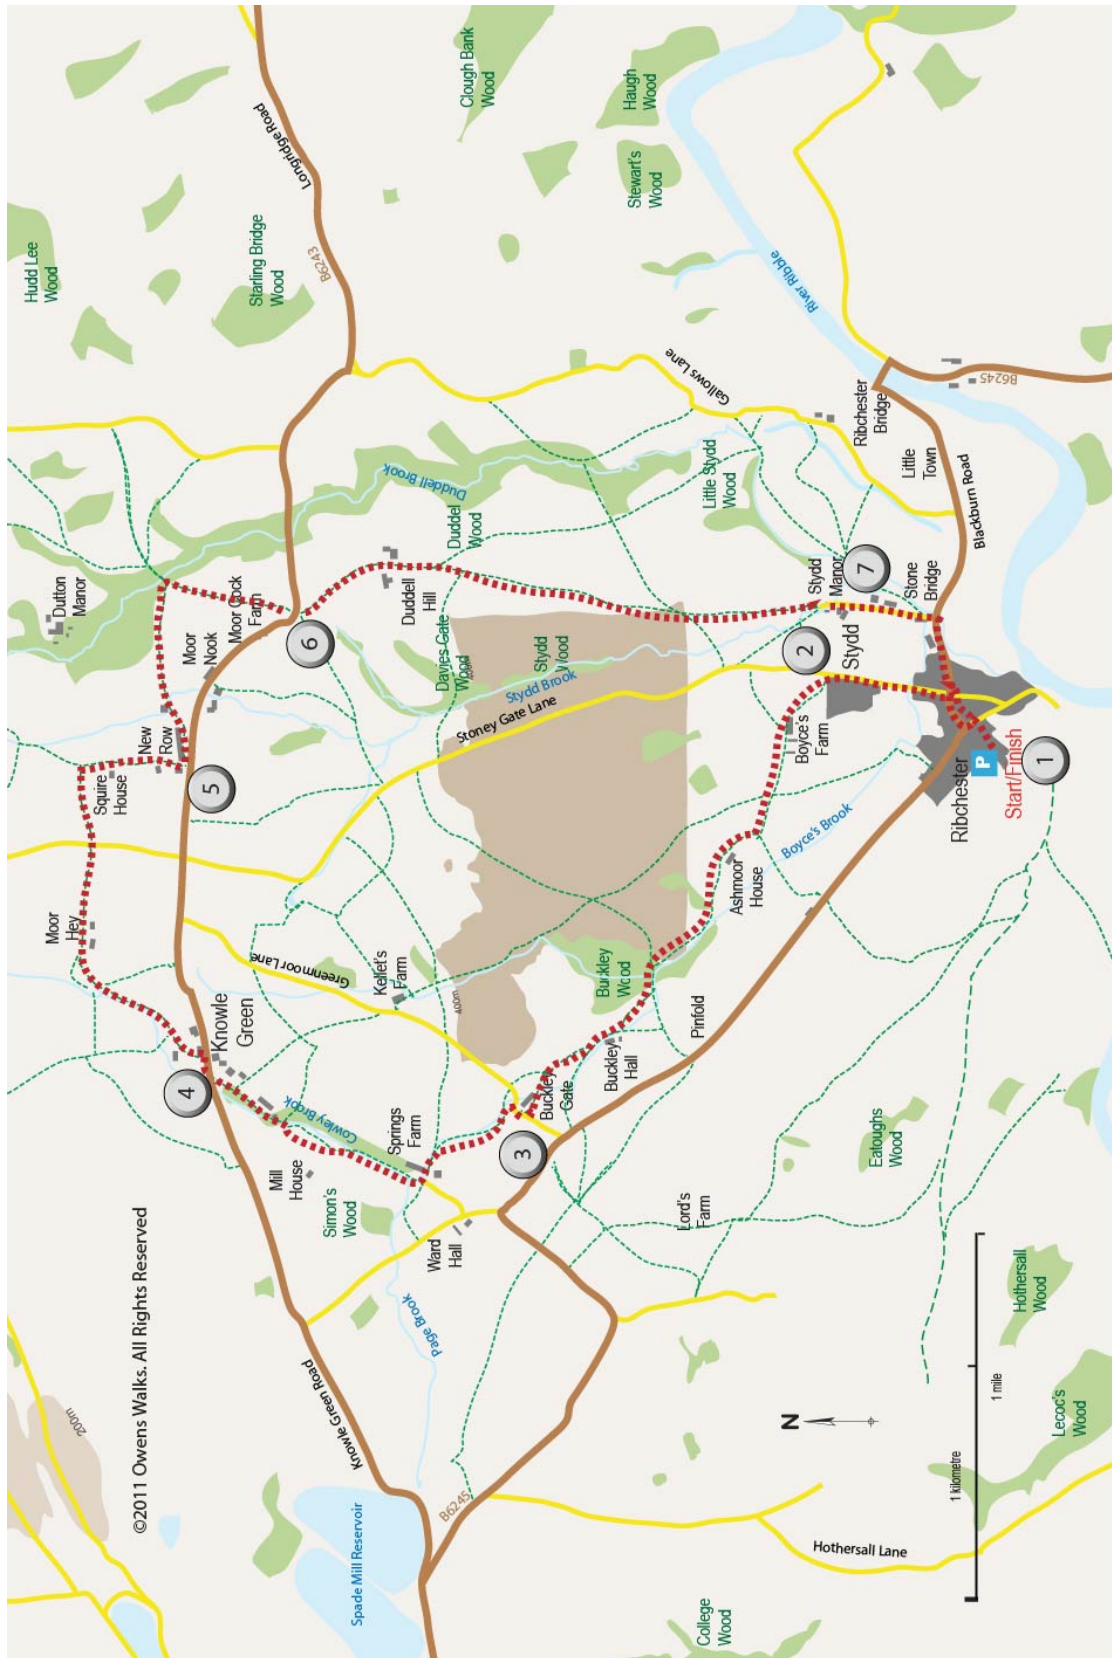 ©2011 Owens Walks. All Rights Reserved
200m
Spade Mill Reservoir
College
Wood
Hothersall Lane
B6245
Knowle Green Road
Page Brook
Ward
Hall
Simon's
Wood
Mill
House
Springs
Farm
Cowley Brook
4
Knowle
Green
Moor
Hey
Squire
House
New
Row
5
Moor
Nook
Moor Cock
Farm
Dutton
Manor
Hudd Lee
Wood
Starling Bridge
Wood
B6243
Longridge Road
Clough Bank
Wood
Haugh
Wood
Stewart's
Wood
Greenmoor Lane
Kellet's
Farm
400m
3
Buckley
Gate
Buckley
Hall
Buckley
Wood
Pinfold
Stoney Gate Lane
Stydd Brook
Davies Gate
Wood
400m
Stydd
Wood
6
Duddell
Hill
Duddel
Wood
Duddell Brook
Gallows Lane
Little Stydd
Wood
River Ribble
Lord's
Farm
Eatoughs
Wood
Ashmoor
House
Boyce's Brook
Boyce's
Farm
2
Stydd
Stydd
Manor
7
Stone
Bridge
Little
Town
Ribchester
Bridge
B6245
Blackburn Road
Ribchester
P
Start/Finish
1
N
1 kilometre
1 mile
Lecoc's
Wood
Hothersall
Wood